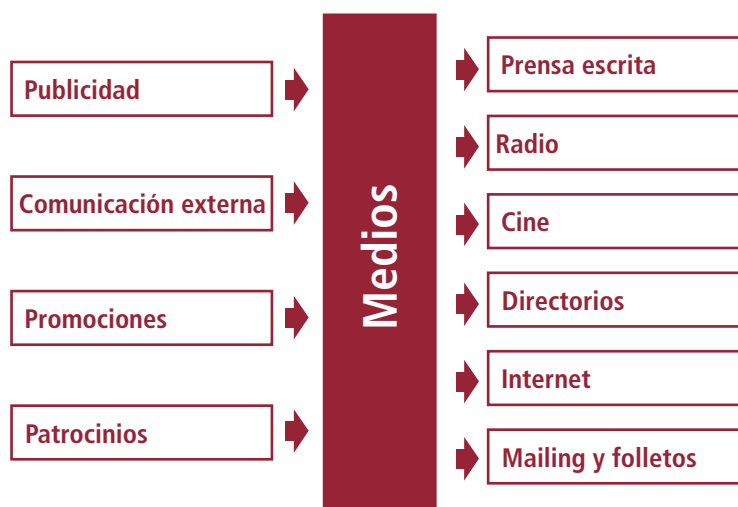 Publicidad
Comunicación externa
Promociones
Patrocinios
Medios
Prensa escrita
Radio
Cine
Directorios
Internet
Mailing y folletos